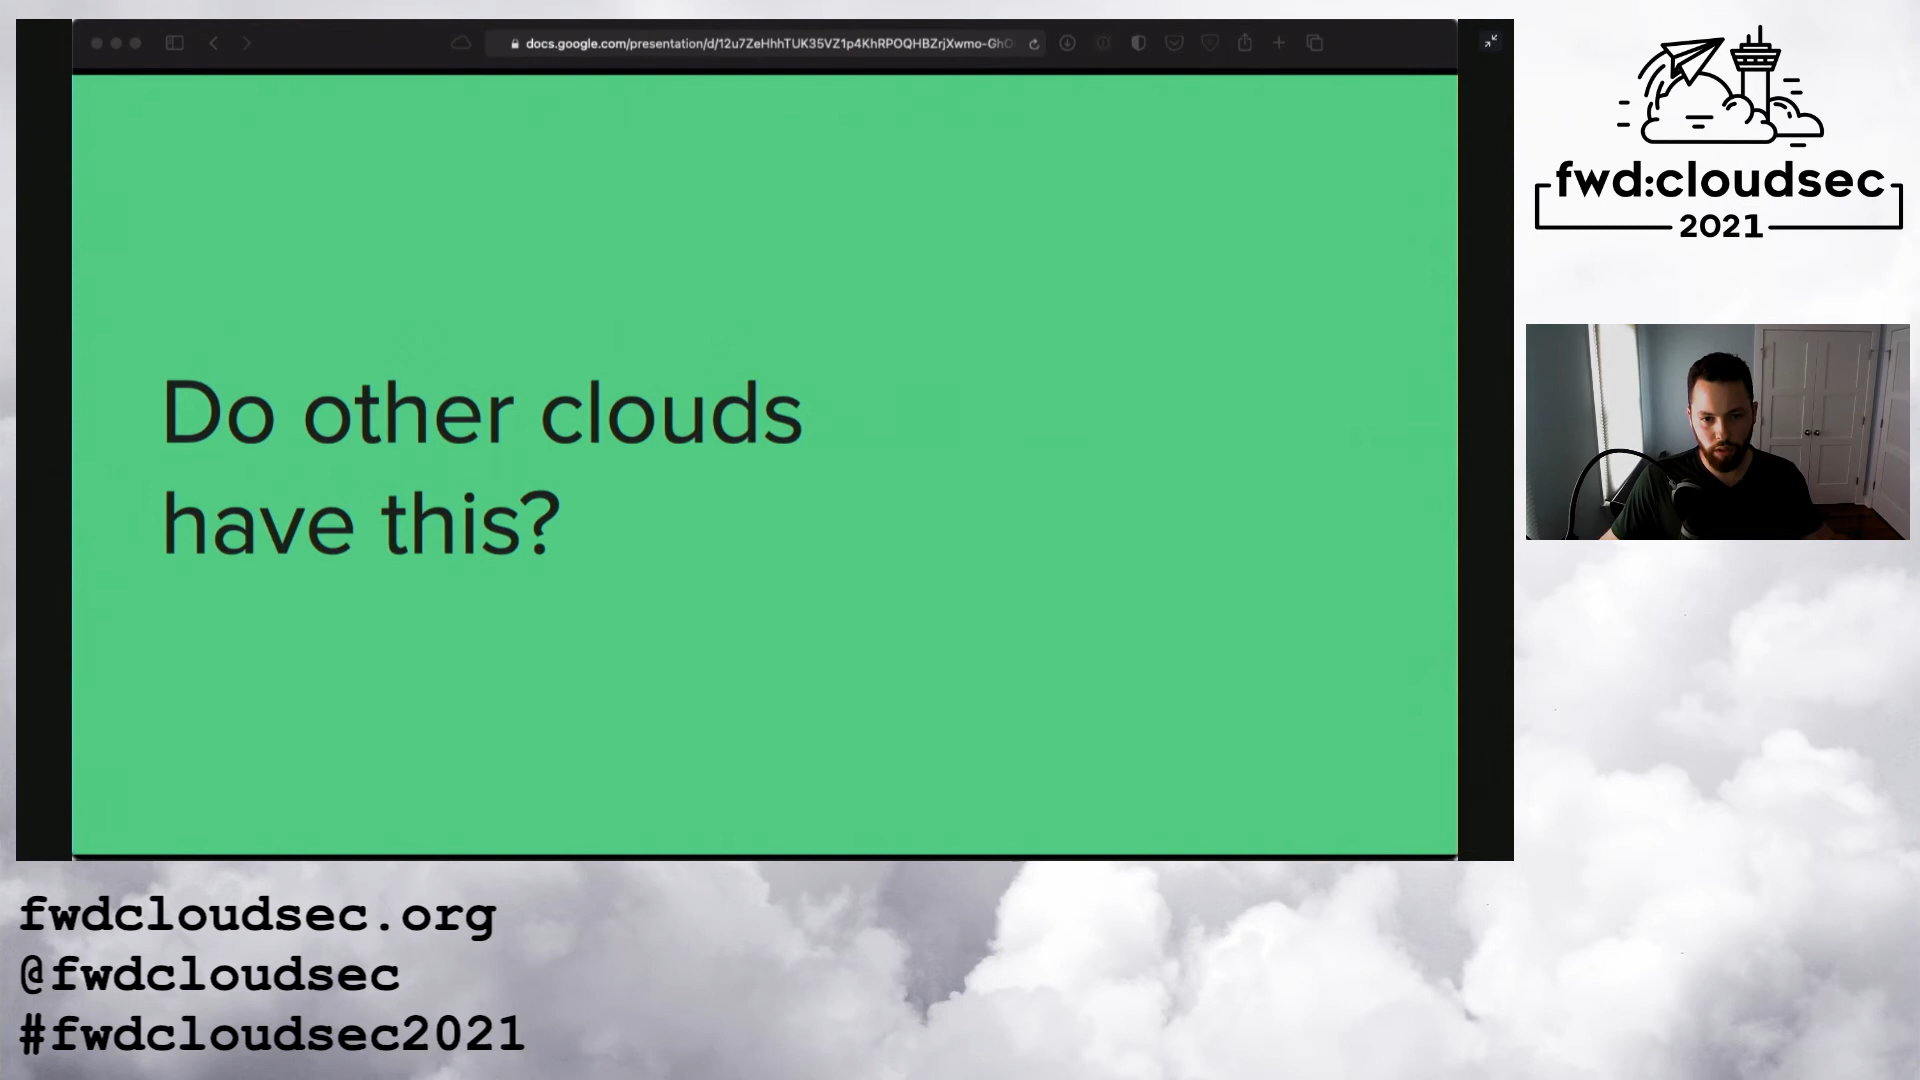 docs.google.com/presentation/d/12u7ZeHhhTUK35VZ1p4KhRPOQHBZrjXwmo-GhO
fwd:cloudsec
2021
Do other clouds
have this?
fwdcloudsec.org
@fwdcloudsec
#fwdcloudsec2021